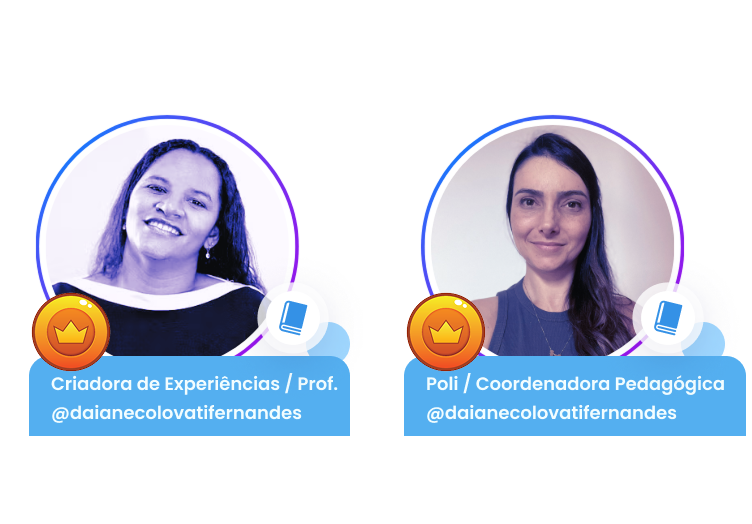 Criadora de Experiências / Prof.
@daianecolovatifernandes
Poli / Coordenadora Pedagógica
@daianecolovatifernandes